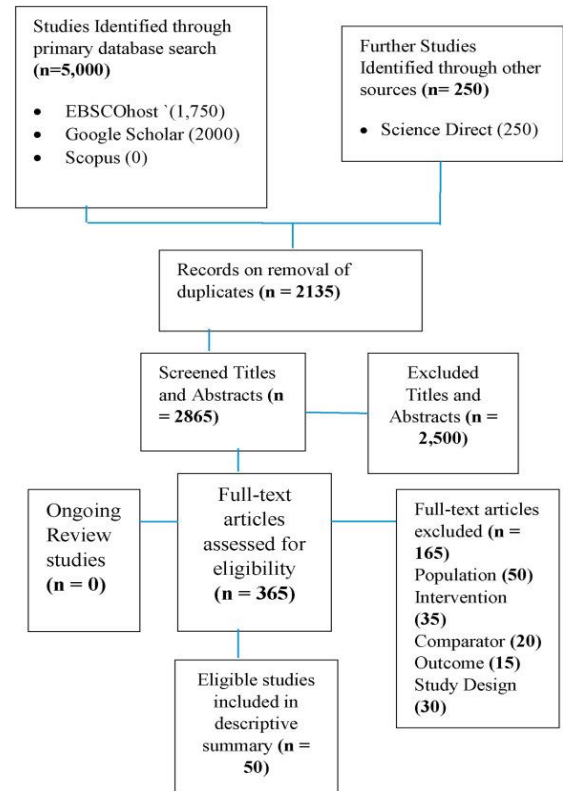 Studies Identified through
primary database search
(n=5,000)
• EBSCOhost `(1,750)
• Google Scholar (2000)
• Scopus (0)
Further Studies
Identified through other
sources (n= 250)
• Science Direct (250)
Records on removal of
duplicates (n = 2135)
Screened Titles
and Abstracts (n
= 2865)
Excluded
Titles and
Abstracts (n =
2,500)
Ongoing
Review
studies
(n = 0)
Full-text
articles
assessed for
eligibility
(n = 365)
Full-text articles
excluded (n =
165)
Population (50)
Intervention
(35)
Comparator (20)
Outcome (15)
Study Design
(30)
Eligible studies
included in
descriptive
summary (n =
50)